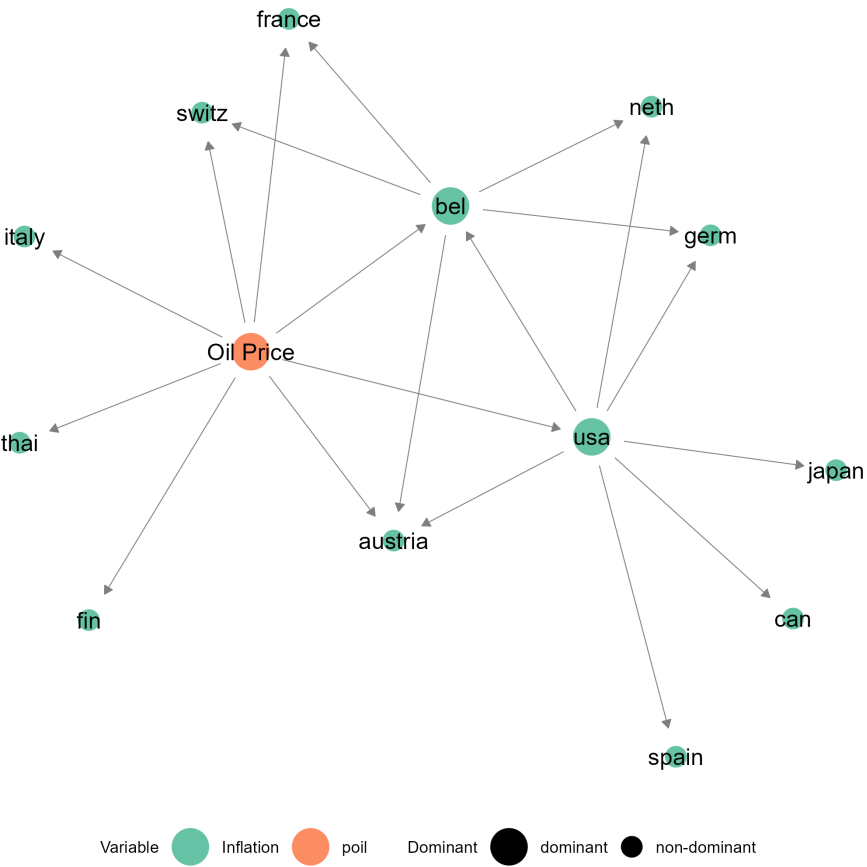 france
switz
neth
bel
italy
germ
Oil Price
usa
thai
japan
austria
fin
can
spain
Variable Inflation poil Dominant dominant non-dominant